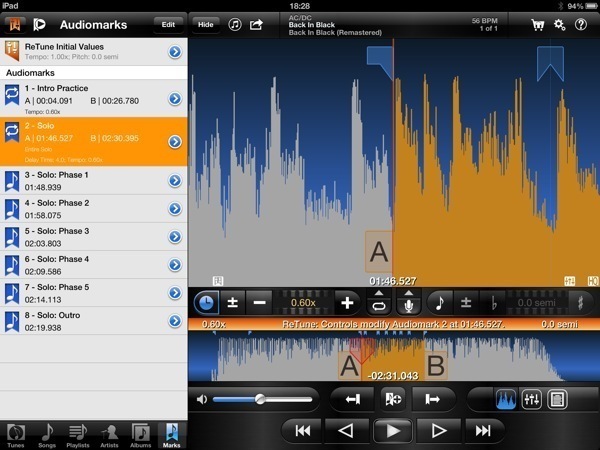 iPad 18:28 94%
Audiomarks Edit
Hide
AC/DC
Back In Black
Back In Black (Remastered)
56 BPM
1 of 1
ReTune Initial Values
Tempo: 1.00x; Pitch: 0.0 semi
Audiomarks
1 - Intro Practice
A | 00:04.091 B | 00:26.780
Tempo: 0.60x
2 - Solo
A | 01:46.527 B | 02:30.395
Entire Solo
Delay Time: 4.0; Tempo: 0.60x
3 - Solo: Phase 1
01:48.939
4 - Solo: Phase 2
01:58.075
5 - Solo: Phase 3
02:03.803
6 - Solo: Phase 4
02:09.586
7 - Solo: Phase 5
02:14.113
8 - Solo: Outro
02:19.938
A
01:46.527
HQ
0.60x
0.0 semi
0.60x ReTune: Controls modify Audiomark 2 at 01:46.527. 0.0 semi
A B
-02:31.043
Tunes Songs Playlists Artists Albums Marks